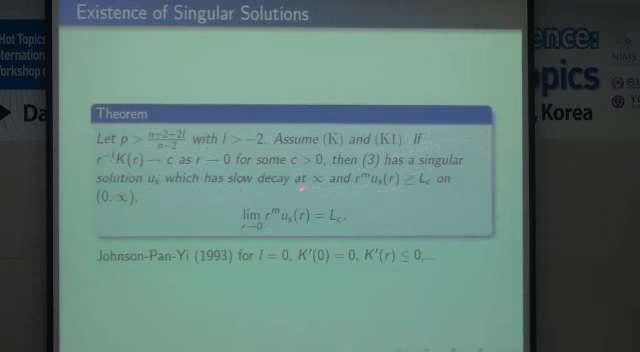 Existence of Singular Solutions
Hot Topics
ence:
NIMS
Workshop
opics
Da
Korea
Theorem
Let p > \frac{n+2+2l}{n-2} with l > −2. Assume (K) and (K1). If
r^{-l}K(r) → c as r → 0 for some c > 0, then (3) has a singular
solution u_s which has slow decay at ∞ and r^m u_s(r) ≥ L_c on
(0, ∞),
\lim_{r→0} r^m u_s(r) = L_c.
Johnson-Pan-Yi (1993) for l = 0, K′(0) = 0, K′(r) ≤ 0,...